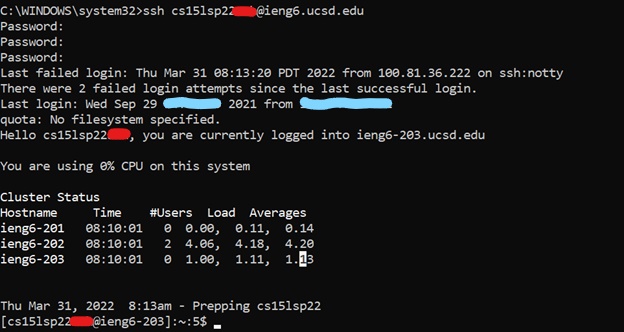 C:\WINDOWS\system32>ssh cs15lsp22@ieng6.ucsd.edu
Password:
Password:
Password:
Last failed login: Thu Mar 31 08:13:20 PDT 2022 from 100.81.36.222 on ssh:notty
There were 2 failed login attempts since the last successful login.
Last login: Wed Sep 29 2021 from
quota: No filesystem specified.
Hello cs15lsp22, you are currently logged into ieng6-203.ucsd.edu
You are using 0% CPU on this system
Cluster Status
Hostname Time #Users Load Averages
ieng6-201 08:10:01 0 0.00, 0.11, 0.14
ieng6-202 08:10:01 2 4.06, 4.18, 4.20
ieng6-203 08:10:01 0 1.00, 1.11, 1.13
Thu Mar 31, 2022 8:13am - Prepping cs15lsp22
[cs15lsp22@ieng6-203]:~:5$